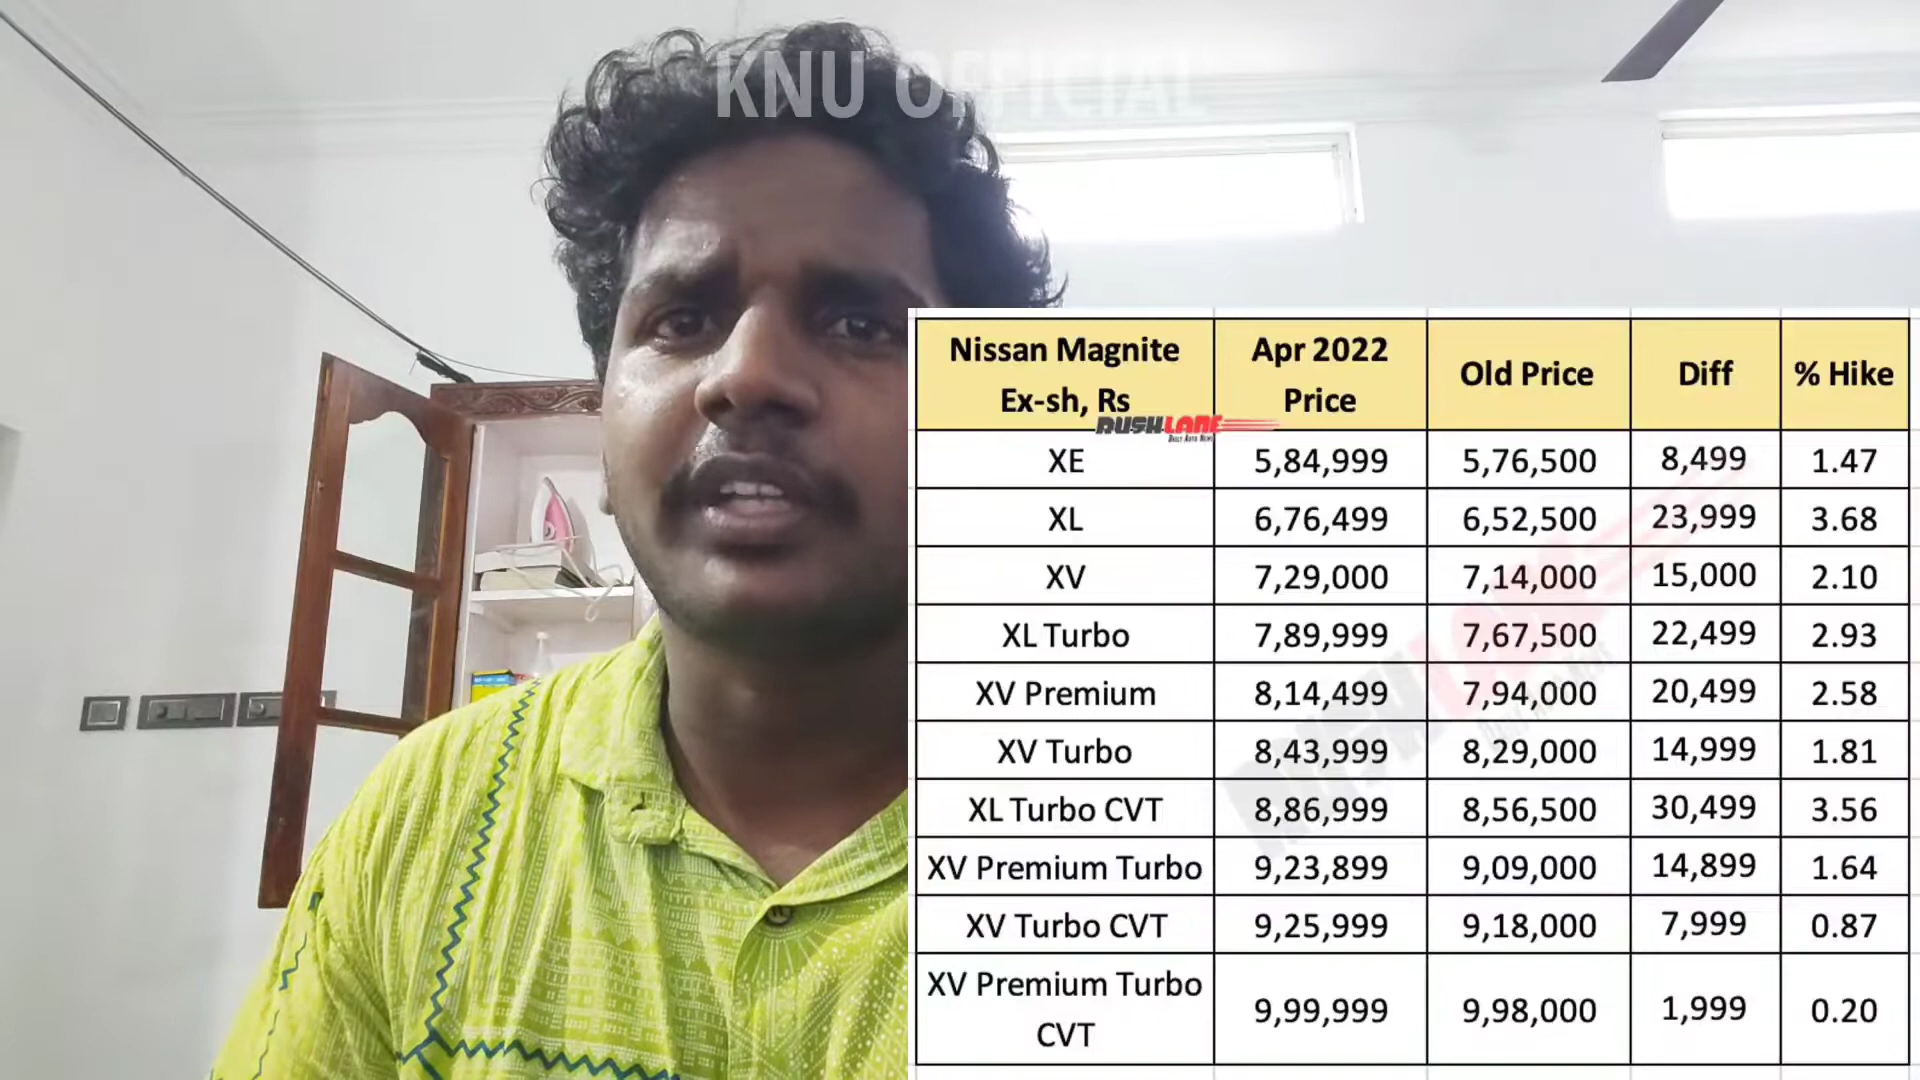 KNU OFFICIAL
Nissan Magnite Apr 2022 Old Price Diff % Hike
Ex-sh, Rs Price
RUSHLANE
DAILY AUTO NEWS
XE 5,84,999 5,76,500 8,499 1.47
XL 6,76,499 6,52,500 23,999 3.68
XV 7,29,000 7,14,000 15,000 2.10
XL Turbo 7,89,999 7,67,500 22,499 2.93
XV Premium 8,14,499 7,94,000 20,499 2.58
XV Turbo 8,43,999 8,29,000 14,999 1.81
XL Turbo CVT 8,86,999 8,56,500 30,499 3.56
XV Premium Turbo 9,23,899 9,09,000 14,899 1.64
XV Turbo CVT 9,25,999 9,18,000 7,999 0.87
XV Premium Turbo
CVT 9,99,999 9,98,000 1,999 0.20
RUSHLANE
DAILY AUTO NEWS